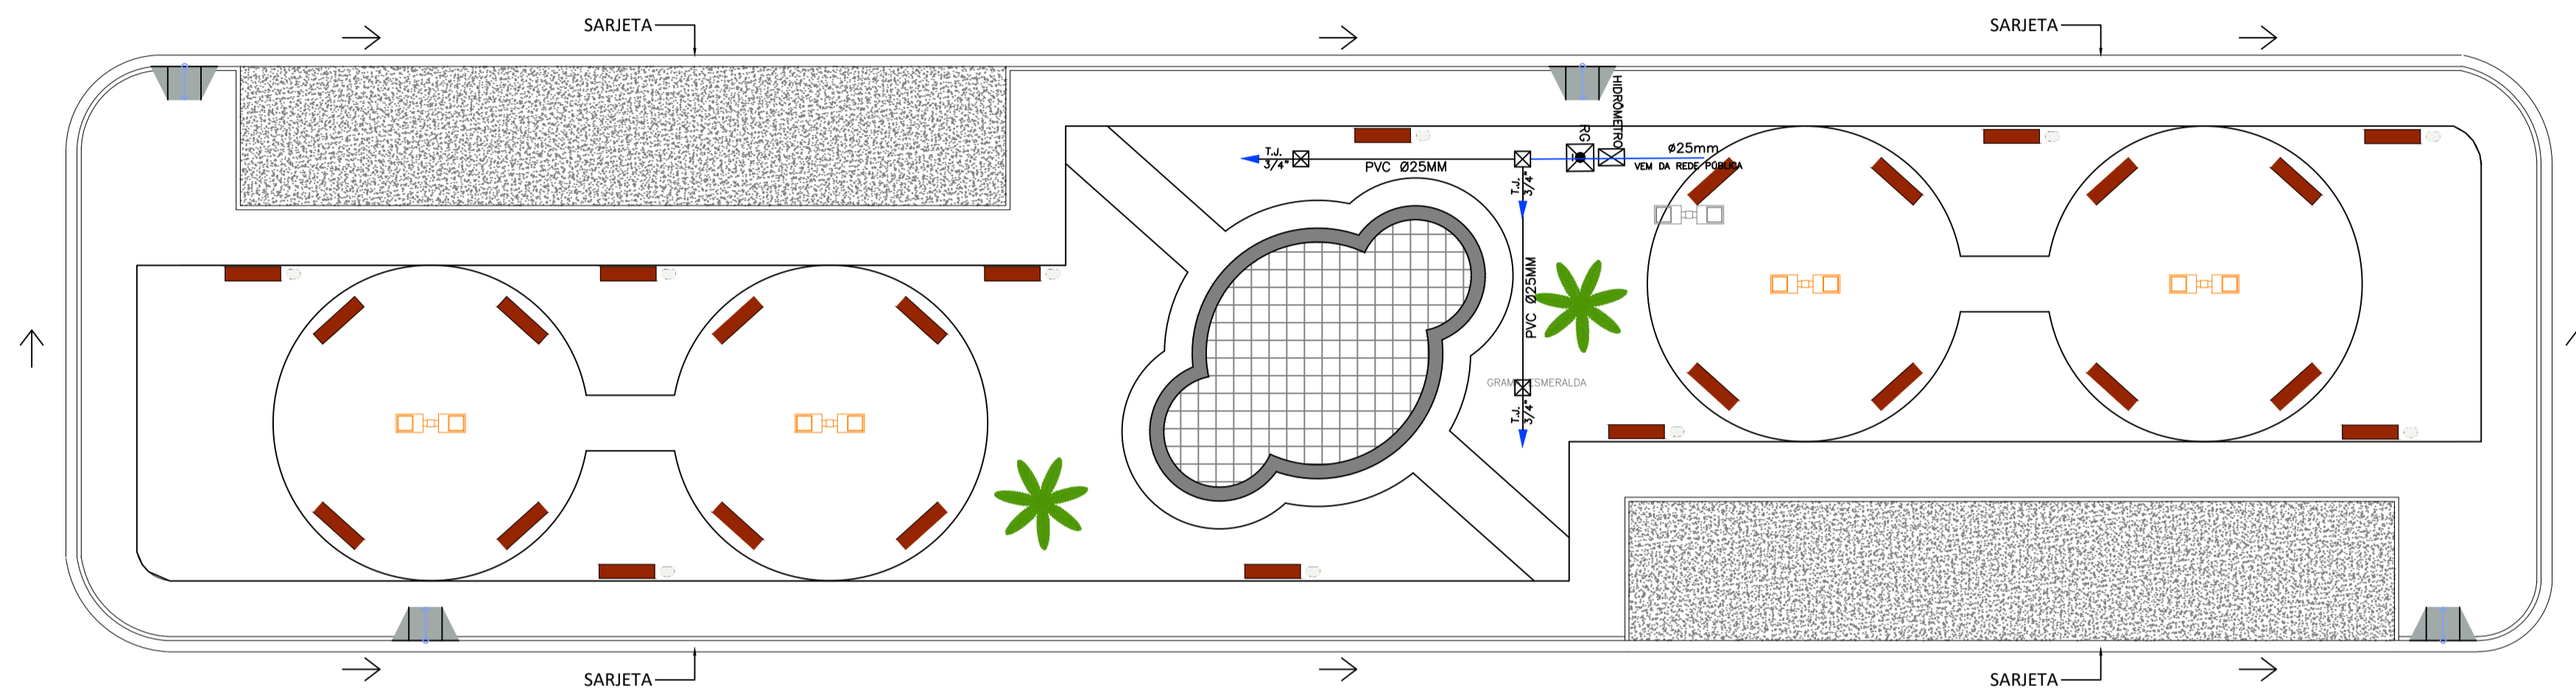 SARJETA
SARJETA
HIDRÔMETRO
RG
T.J.
3/4"
PVC Ø25MM
ø25mm
VEM DA REDE PÚBLICA
T.J.
3/4"
PVC Ø25MM
GRAMA ESMERALDA
T.J.
3/4"
SARJETA
SARJETA